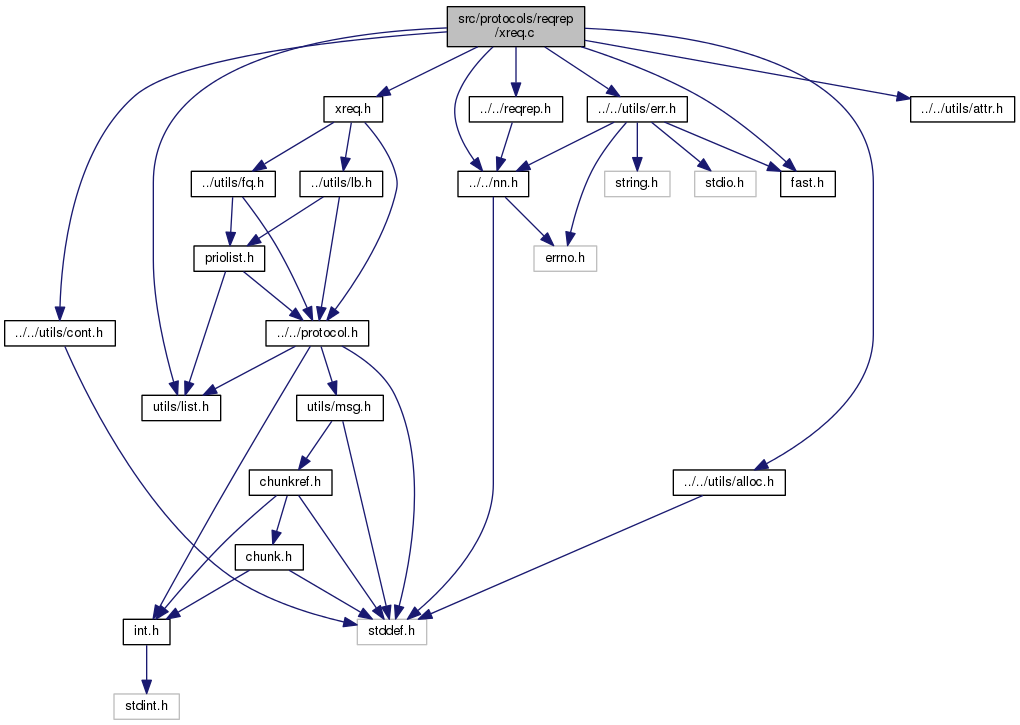 src/protocols/reqrep
/xreq.c
xreq.h
../../reqrep.h
../../utils/err.h
../../utils/attr.h
../utils/fq.h
../utils/lb.h
../../nn.h
string.h
stdio.h
fast.h
priolist.h
errno.h
../../utils/cont.h
../../protocol.h
utils/list.h
utils/msg.h
chunkref.h
../../utils/alloc.h
chunk.h
int.h
stddef.h
stdint.h